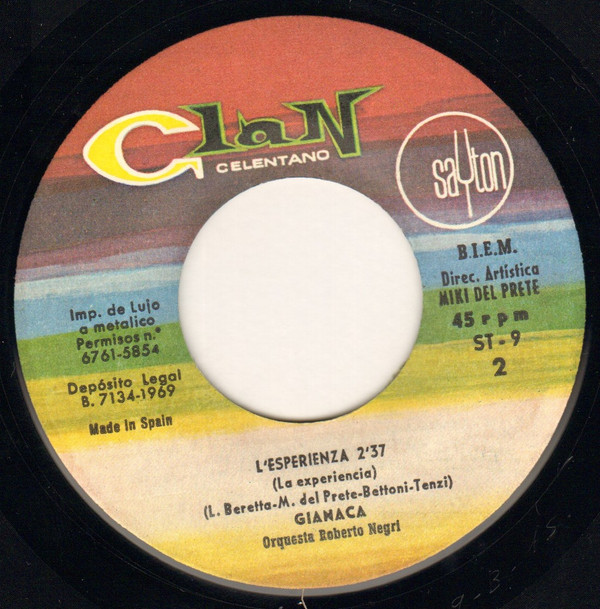 Clan
CELENTANO
sayton
B.I.E.M.
Direc. Artística
MIKI DEL PRETE
45 rpm
ST-9
2
Imp. de Lujo
a metalico
Permisos n.º
6761-5854
Depósito Legal
B. 7134-1969
Made in Spain
L'ESPERIENZA 2'37
(La experiencia)
(L. Beretta-M. del Prete-Bettoni-Tenzi)
GIANACA
Orquesta Roberto Negri